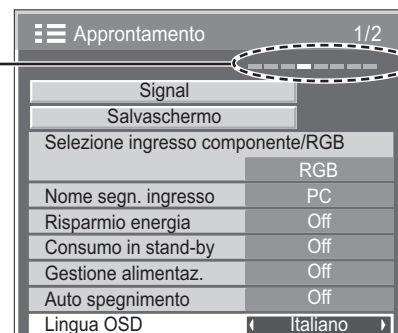 Approntamento 1/2
Signal
Salvaschermo
Selezione ingresso componente/RGB
RGB
Nome segn. ingresso PC
Risparmio energia Off
Consumo in stand-by Off
Gestione alimentaz. Off
Auto spegnimento Off
Lingua OSD Italiano